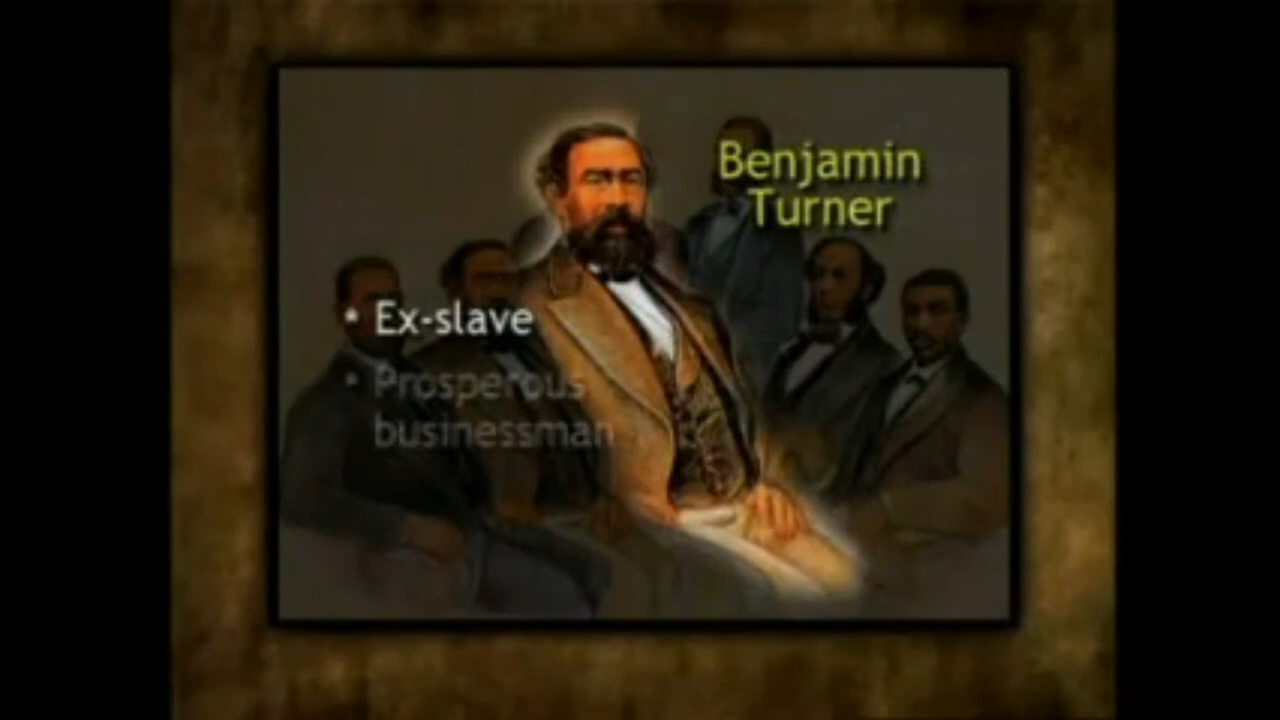 Benjamin
Turner
• Ex-slave
• Prosperous
businessman